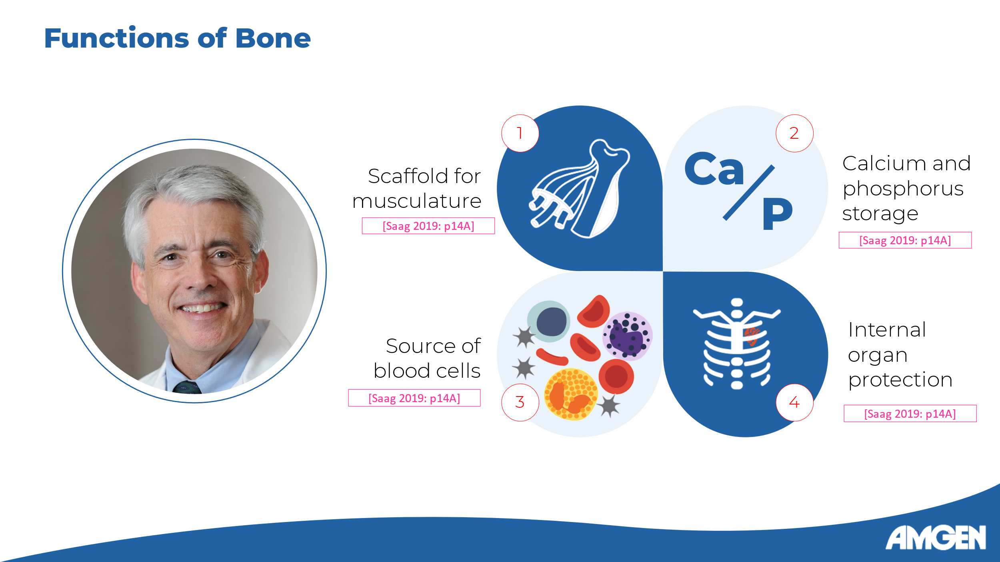 Functions of Bone
1
Scaffold for
musculature
[Saag 2019: p14A]
2
Ca
P
Calcium and
phosphorus
storage
[Saag 2019: p14A]
3
Source of
blood cells
[Saag 2019: p14A]
4
Internal
organ
protection
[Saag 2019: p14A]
AMGEN